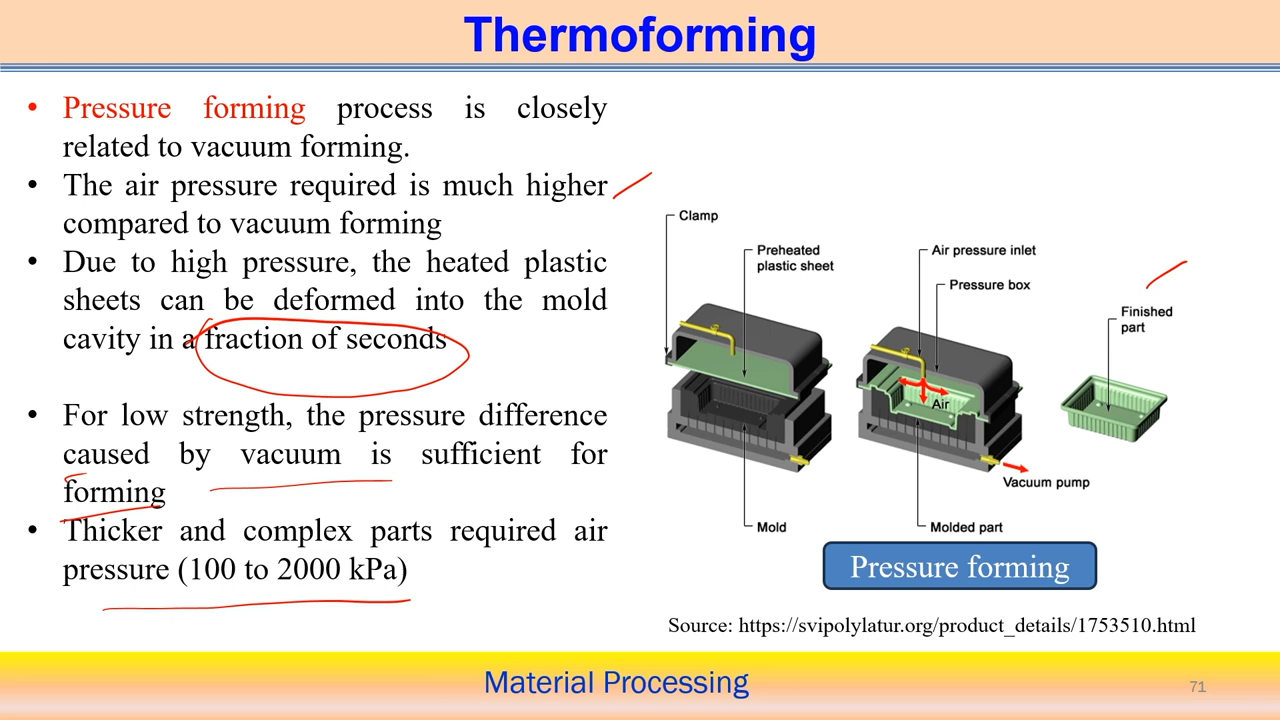 Thermoforming
• Pressure forming process is closely
related to vacuum forming.
• The air pressure required is much higher
compared to vacuum forming
• Due to high pressure, the heated plastic
sheets can be deformed into the mold
cavity in a fraction of seconds
• For low strength, the pressure difference
caused by vacuum is sufficient for
forming
• Thicker and complex parts required air
pressure (100 to 2000 kPa)
Clamp
Preheated
plastic sheet
Air pressure inlet
Pressure box
Finished
part
Air
Vacuum pump
Mold
Molded part
Pressure forming
Source: https://svipolylatur.org/product_details/1753510.html
Material Processing
71